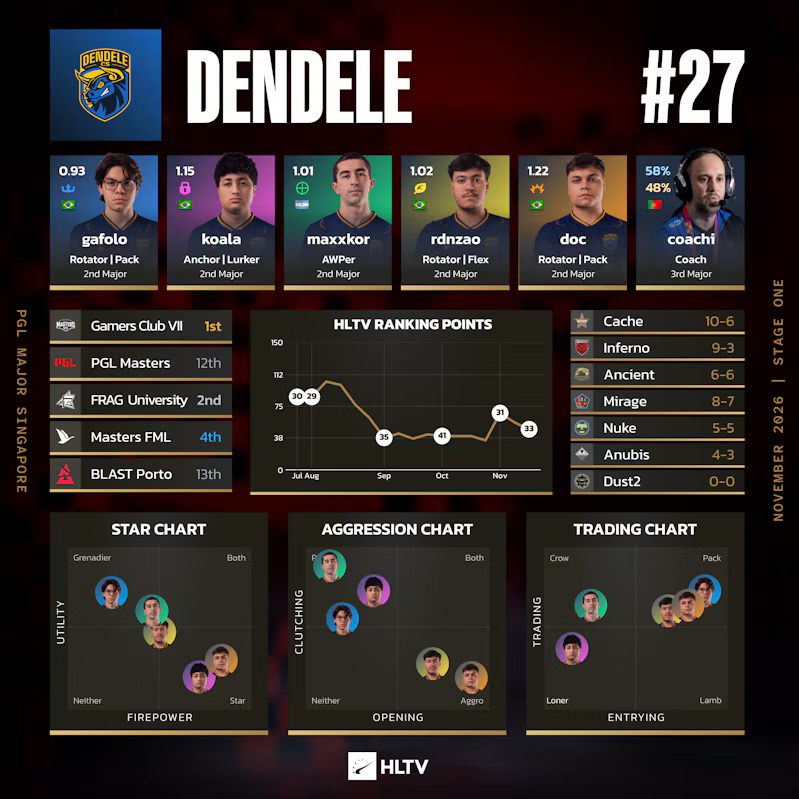 DENDELE
CS
DENDELE
#27
0.93
gafolo
Rotator | Pack
2nd Major
1.15
koala
Anchor | Lurker
2nd Major
1.01
maxxkor
AWPer
2nd Major
1.02
rdnzao
Rotator | Flex
2nd Major
1.22
doc
Rotator | Pack
2nd Major
58%
48%
coachi
Coach
3rd Major
PGL MAJOR SINGAPORE
MASTERS
Gamers Club VII 1st
PGL
PGL Masters 12th
FRAG University 2nd
Masters FML 4th
BLAST Porto 13th
HLTV RANKING POINTS
150
112
75
38
0
30 29 35 41 31 33
Jul Aug Sep Oct Nov
Cache 10-6
Inferno 9-3
Ancient 6-6
Mirage 8-7
Nuke 5-5
Anubis 4-3
Dust2 0-0
NOVEMBER 2026 | STAGE ONE
STAR CHART
Grenadier Both
UTILITY
Neither Star
FIREPOWER
AGGRESSION CHART
Both
CLUTCHING
Neither Aggro
OPENING
TRADING CHART
Crow Pack
TRADING
Loner Lamb
ENTRYING
HLTV